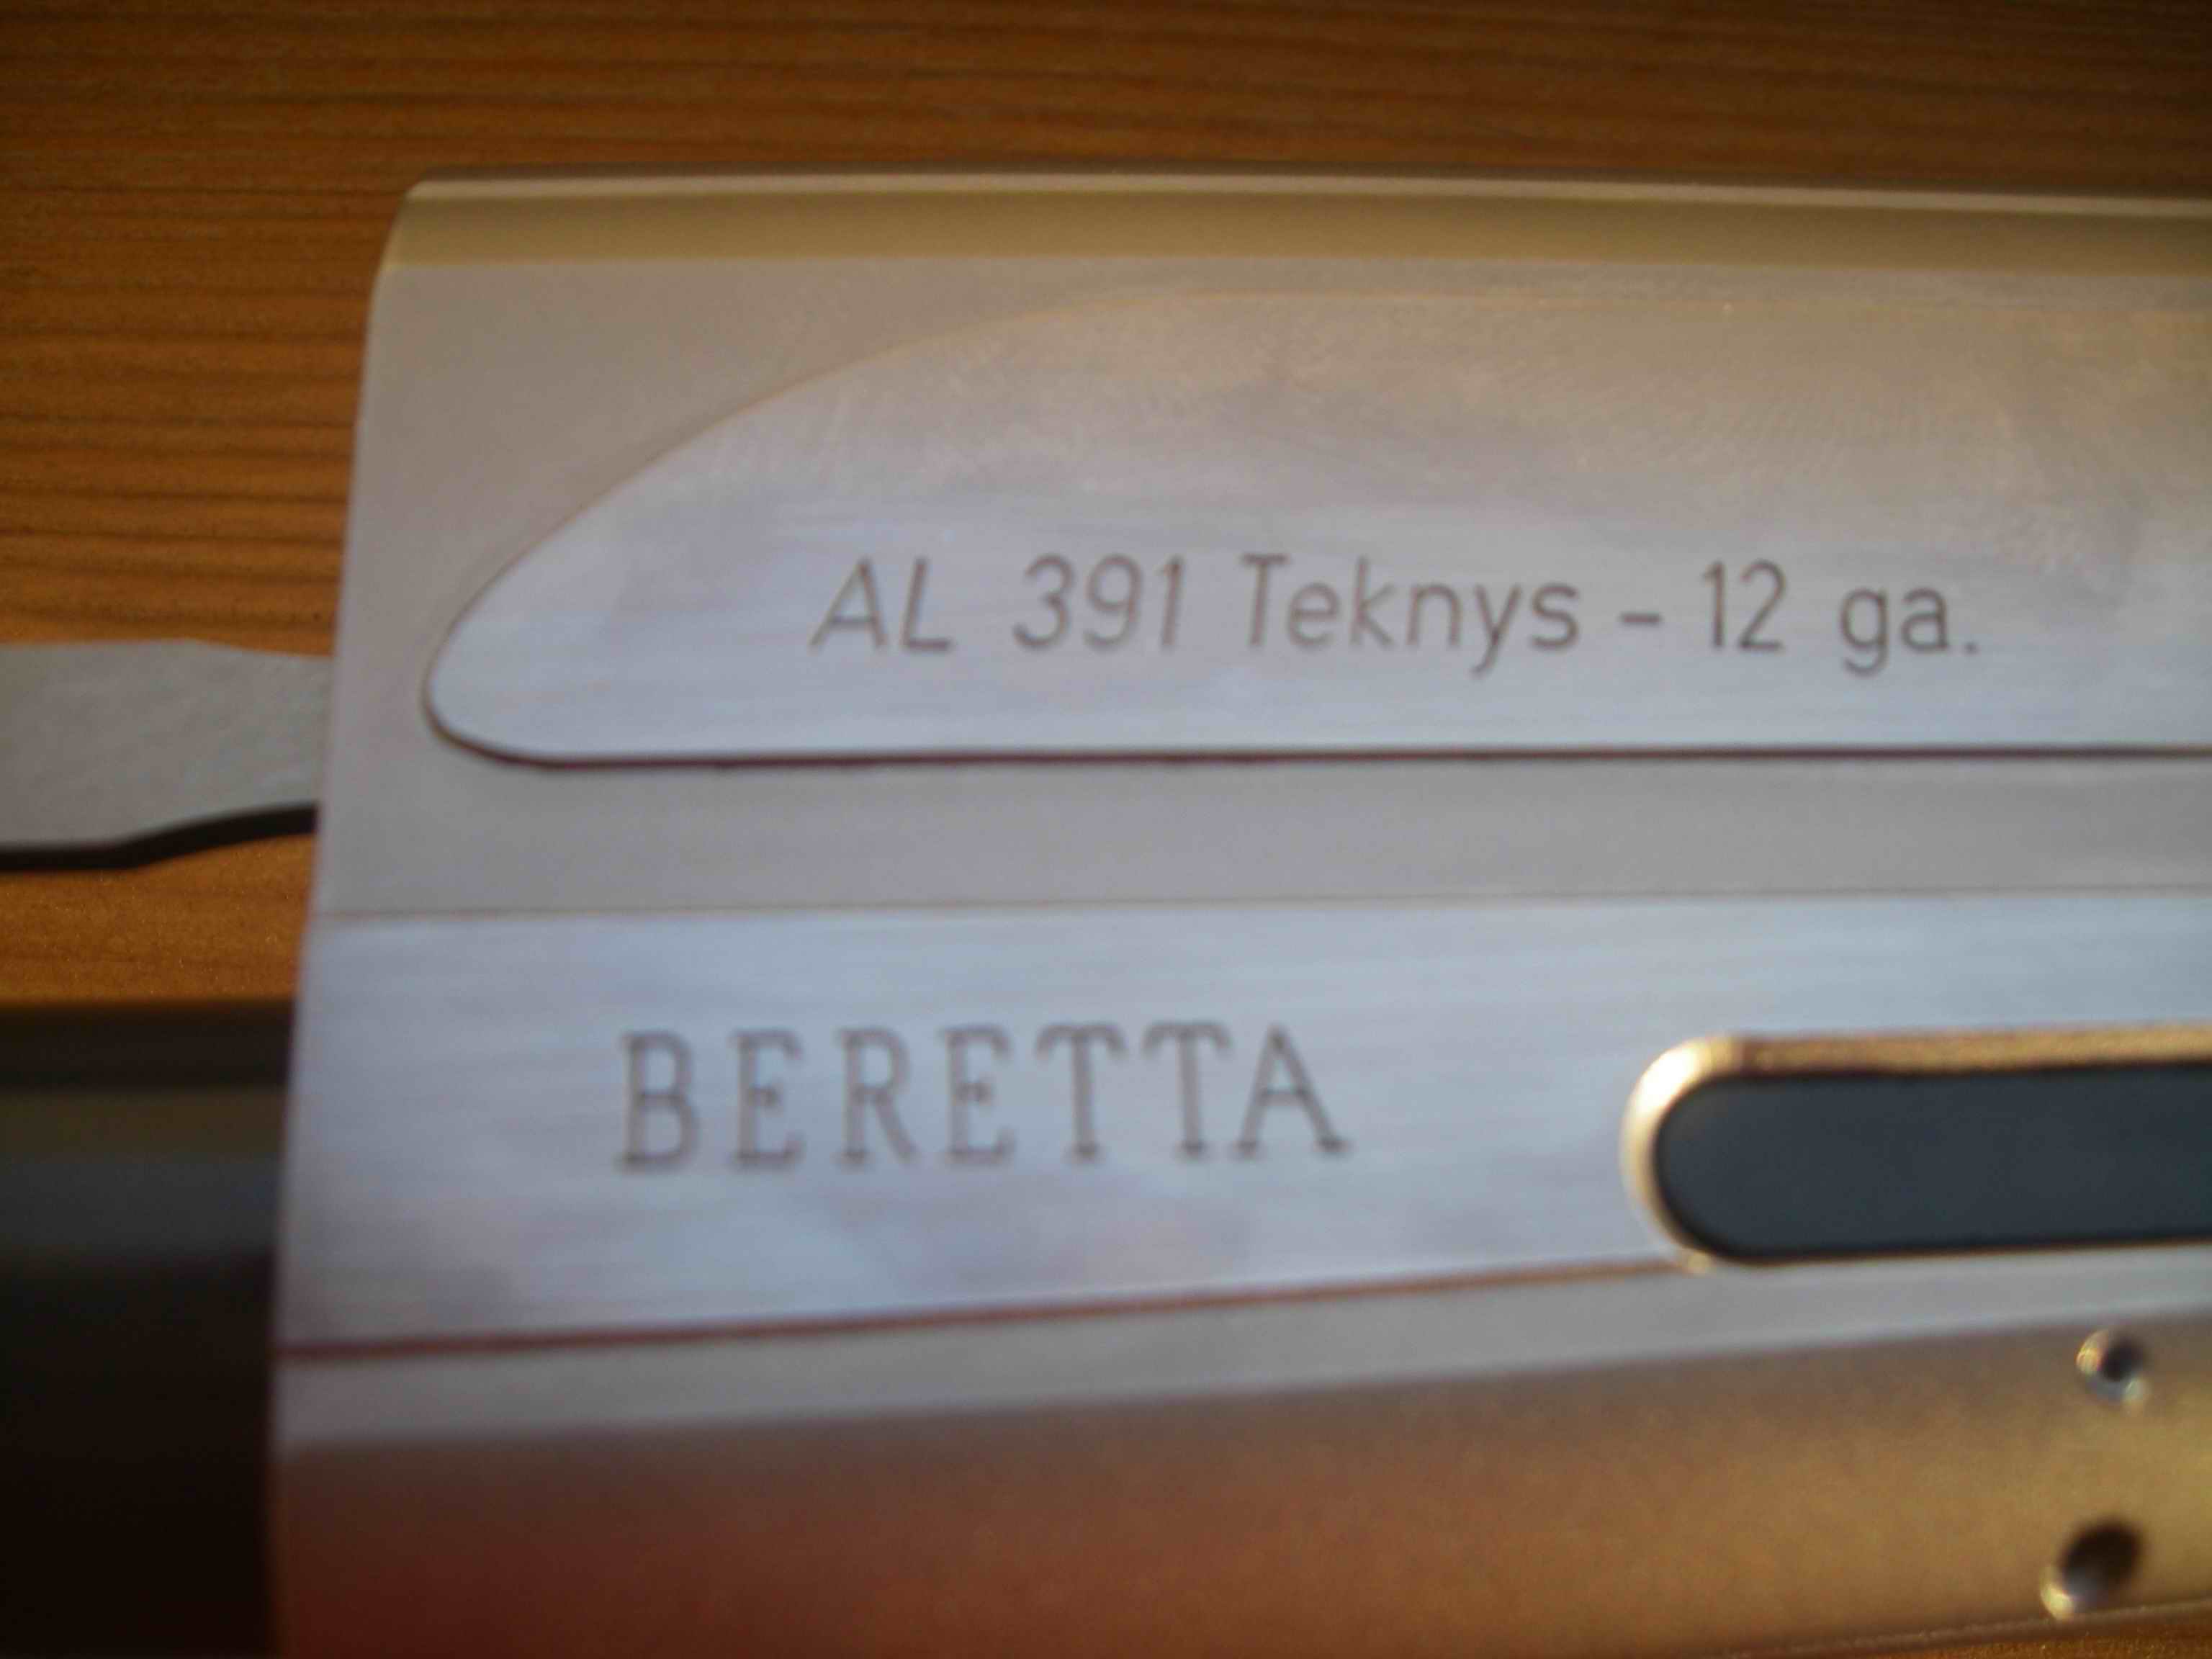 AL 391 Teknys - 12 ga.
BERETTA